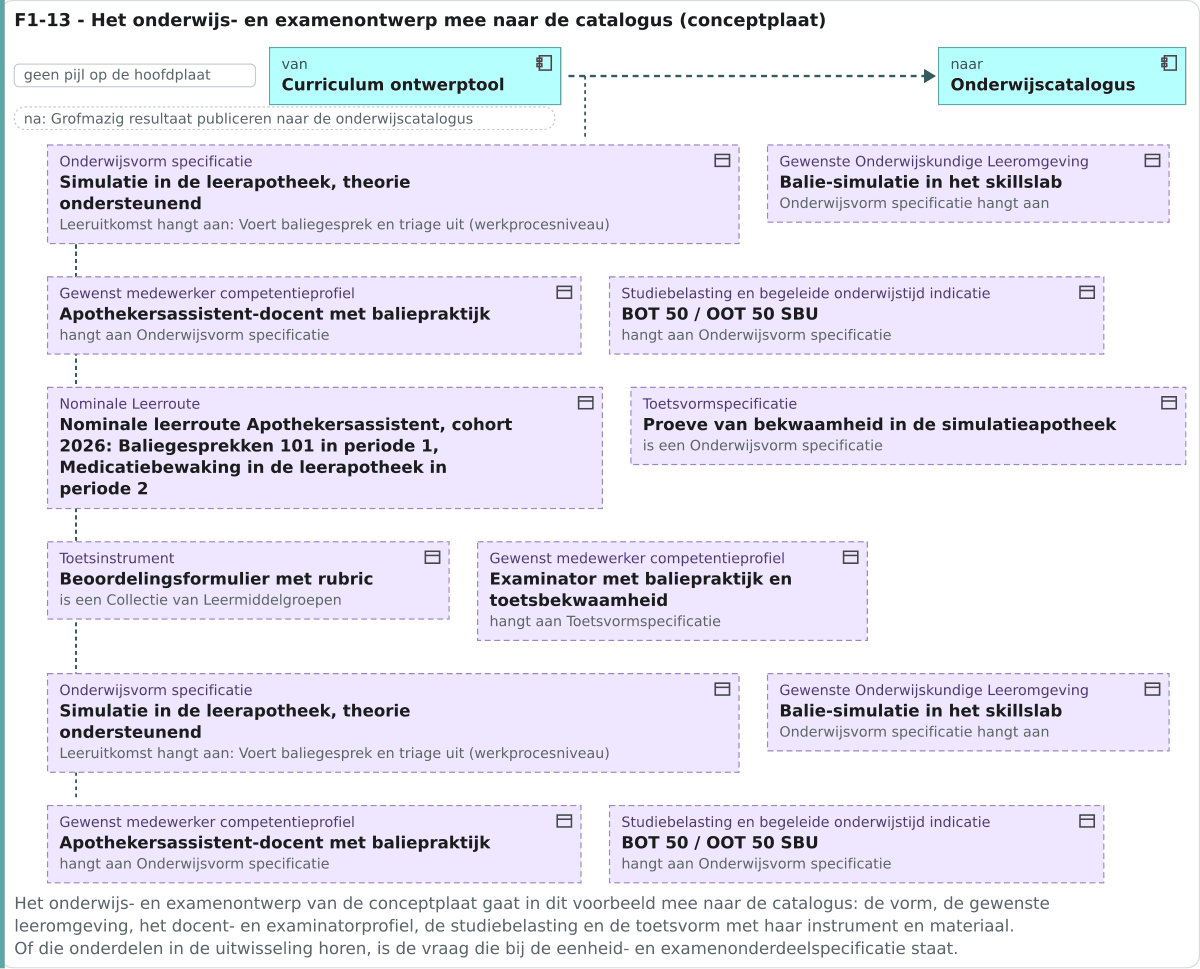 F1-13 - Het onderwijs- en examenontwerp mee naar de catalogus (conceptplaat)
geen pijl op de hoofdplaat
van
Curriculum ontwerptool
naar
Onderwijscatalogus
na: Grofmazig resultaat publiceren naar de onderwijscatalogus
Onderwijsvorm specificatie
Simulatie in de leerapotheek, theorie
ondersteunend
Leeruitkomst hangt aan: Voert baliegesprek en triage uit (werkprocesniveau)
Gewenste Onderwijskundige Leeromgeving
Balie-simulatie in het skillslab
Onderwijsvorm specificatie hangt aan
Gewenst medewerker competentieprofiel
Apothekersassistent-docent met baliepraktijk
hangt aan Onderwijsvorm specificatie
Studiebelasting en begeleide onderwijstijd indicatie
BOT 50 / OOT 50 SBU
hangt aan Onderwijsvorm specificatie
Nominale Leerroute
Nominale leerroute Apothekersassistent, cohort
2026: Baliegesprekken 101 in periode 1,
Medicatiebewaking in de leerapotheek in
periode 2
Toetsvormspecificatie
Proeve van bekwaamheid in de simulatieapotheek
is een Onderwijsvorm specificatie
Toetsinstrument
Beoordelingsformulier met rubric
is een Collectie van Leermiddelgroepen
Gewenst medewerker competentieprofiel
Examinator met baliepraktijk en
toetsbekwaamheid
hangt aan Toetsvormspecificatie
Onderwijsvorm specificatie
Simulatie in de leerapotheek, theorie
ondersteunend
Leeruitkomst hangt aan: Voert baliegesprek en triage uit (werkprocesniveau)
Gewenste Onderwijskundige Leeromgeving
Balie-simulatie in het skillslab
Onderwijsvorm specificatie hangt aan
Gewenst medewerker competentieprofiel
Apothekersassistent-docent met baliepraktijk
hangt aan Onderwijsvorm specificatie
Studiebelasting en begeleide onderwijstijd indicatie
BOT 50 / OOT 50 SBU
hangt aan Onderwijsvorm specificatie
Het onderwijs- en examenontwerp van de conceptplaat gaat in dit voorbeeld mee naar de catalogus: de vorm, de gewenste
leeromgeving, het docent- en examinatorprofiel, de studiebelasting en de toetsvorm met haar instrument en materiaal.
Of die onderdelen in de uitwisseling horen, is de vraag die bij de eenheid- en examenonderdeelspecificatie staat.